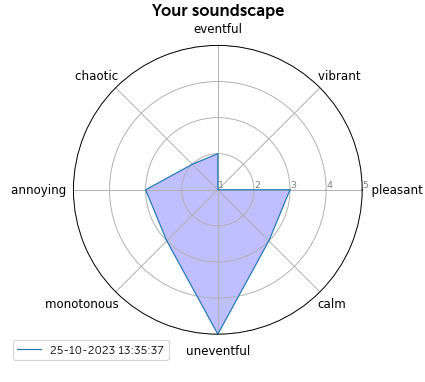 Your soundscape
eventful
chaotic
vibrant
annoying
1
2
3
4
5
pleasant
monotonous
calm
25-10-2023 13:35:37
uneventful